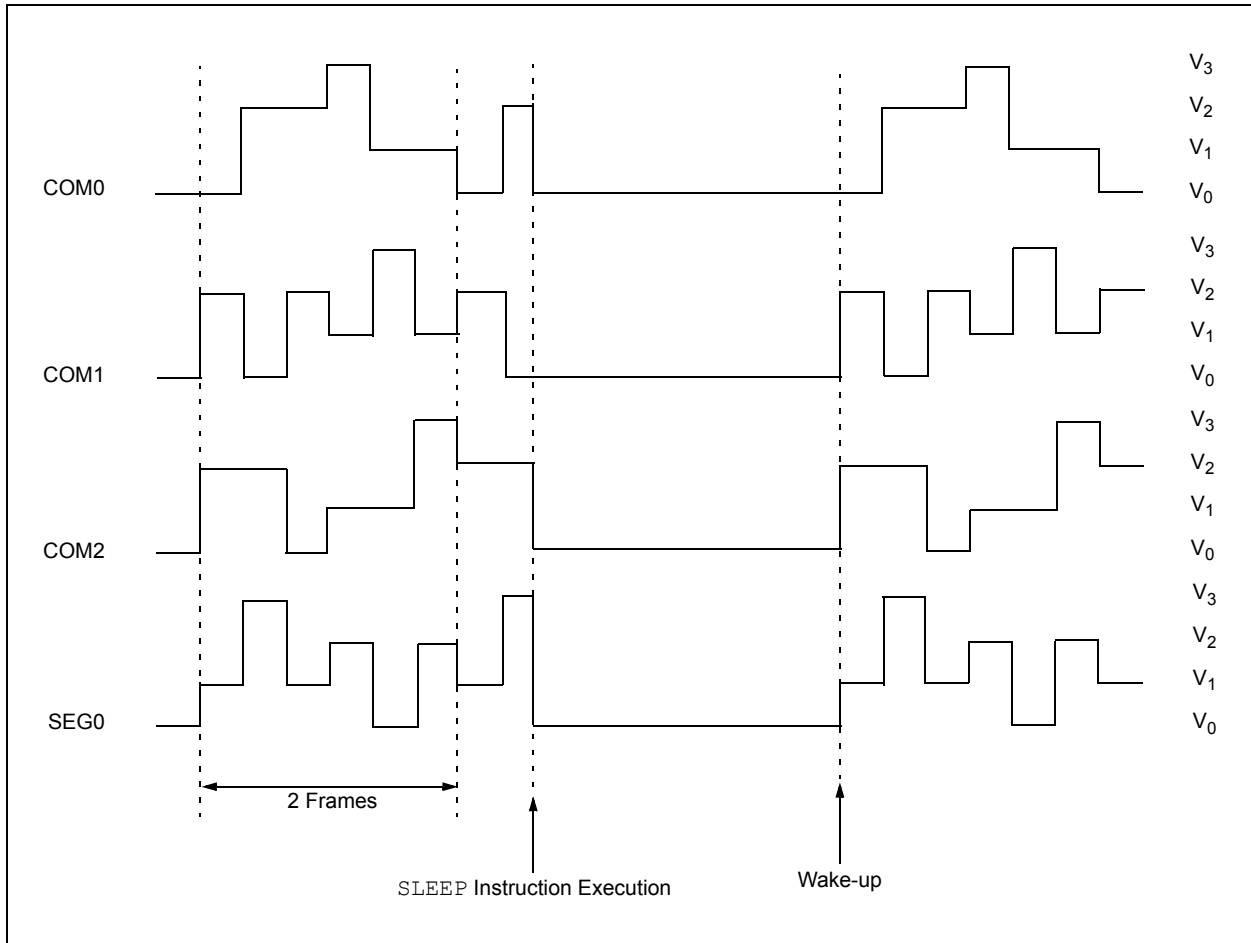 V₃
V₂
V₁
COM0
V₀
V₃
V₂
V₁
COM1
V₀
V₃
V₂
V₁
COM2
V₀
V₃
V₂
V₁
SEG0
V₀
2 Frames
SLEEP Instruction Execution
Wake-up